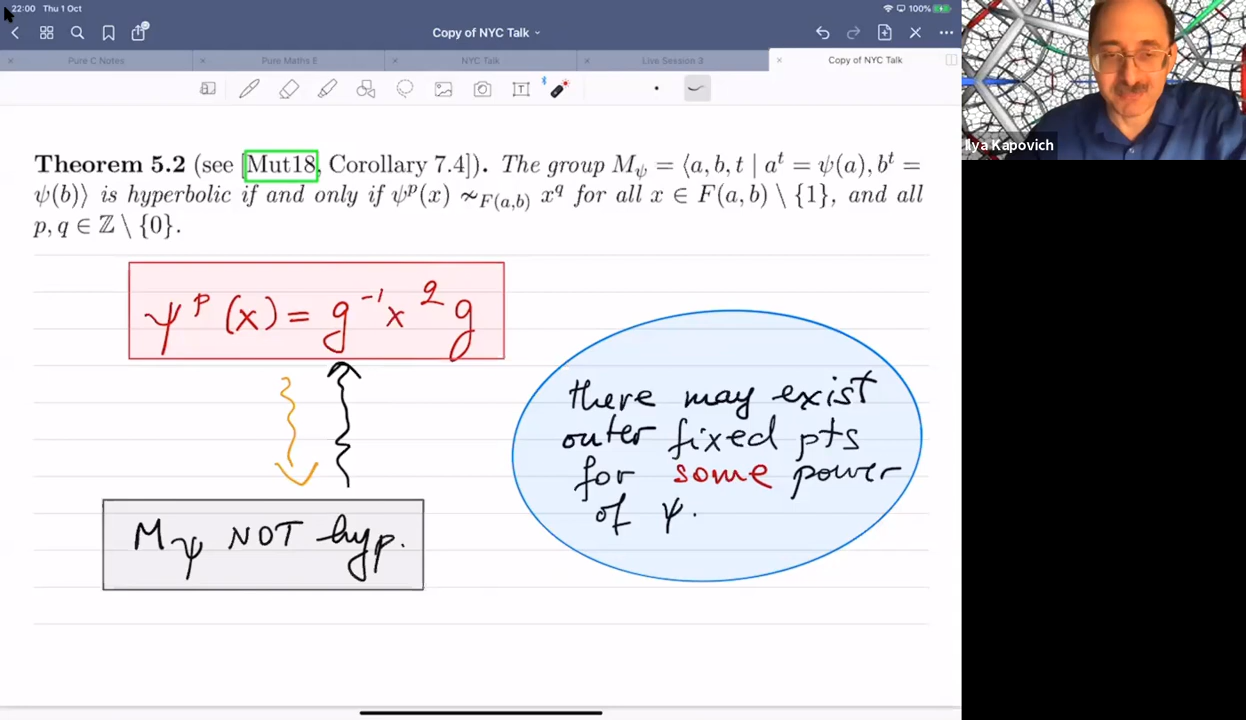 22:00 Thu 1 Oct
100%
Copy of NYC Talk
Pure C Notes
Pure Maths E
NYC Talk
Live Session 3
Copy of NYC Talk
Ilya Kapovich
Theorem 5.2 (see [Mut18, Corollary 7.4]). The group M_ψ = ⟨a, b, t | a^t = ψ(a), b^t =
ψ(b)⟩ is hyperbolic if and only if ψ^p(x) ≁_{F(a,b)} x^q for all x ∈ F(a, b) \ {1}, and all
p, q ∈ ℤ \ {0}.
ψ^p (x) = g^{-1} x^q g
there may exist
outer fixed pts
for some power
of ψ.
M_ψ NOT hyp.